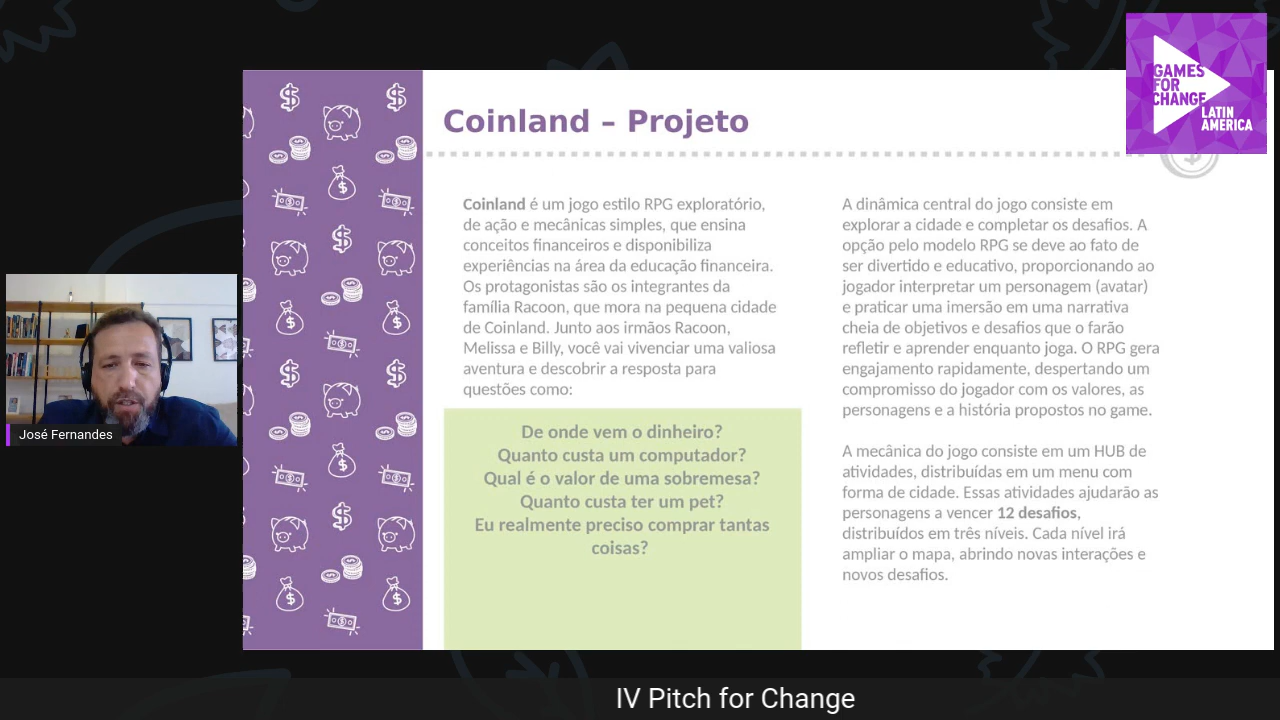 GAMES
FOR
CHANGE
LATIN
AMERICA
Coinland – Projeto
Coinland é um jogo estilo RPG exploratório,
de ação e mecânicas simples, que ensina
conceitos financeiros e disponibiliza
experiências na área da educação financeira.
Os protagonistas são os integrantes da
família Racoon, que mora na pequena cidade
de Coinland. Junto aos irmãos Racoon,
Melissa e Billy, você vai vivenciar uma valiosa
aventura e descobrir a resposta para
questões como:
De onde vem o dinheiro?
Quanto custa um computador?
Qual é o valor de uma sobremesa?
Quanto custa ter um pet?
Eu realmente preciso comprar tantas
coisas?
A dinâmica central do jogo consiste em
explorar a cidade e completar os desafios. A
opção pelo modelo RPG se deve ao fato de
ser divertido e educativo, proporcionando ao
jogador interpretar um personagem (avatar)
e praticar uma imersão em uma narrativa
cheia de objetivos e desafios que o farão
refletir e aprender enquanto joga. O RPG gera
engajamento rapidamente, despertando um
compromisso do jogador com os valores, as
personagens e a história propostos no game.
A mecânica do jogo consiste em um HUB de
atividades, distribuídas em um menu com
forma de cidade. Essas atividades ajudarão as
personagens a vencer 12 desafios,
distribuídos em três níveis. Cada nível irá
ampliar o mapa, abrindo novas interações e
novos desafios.
José Fernandes
IV Pitch for Change